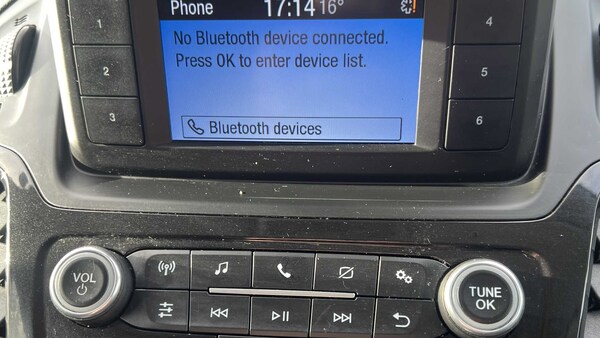 Phone 17:14 16°
No Bluetooth device connected.
Press OK to enter device list.
Bluetooth devices
1
2
3
4
5
6
VOL
TUNE
OK